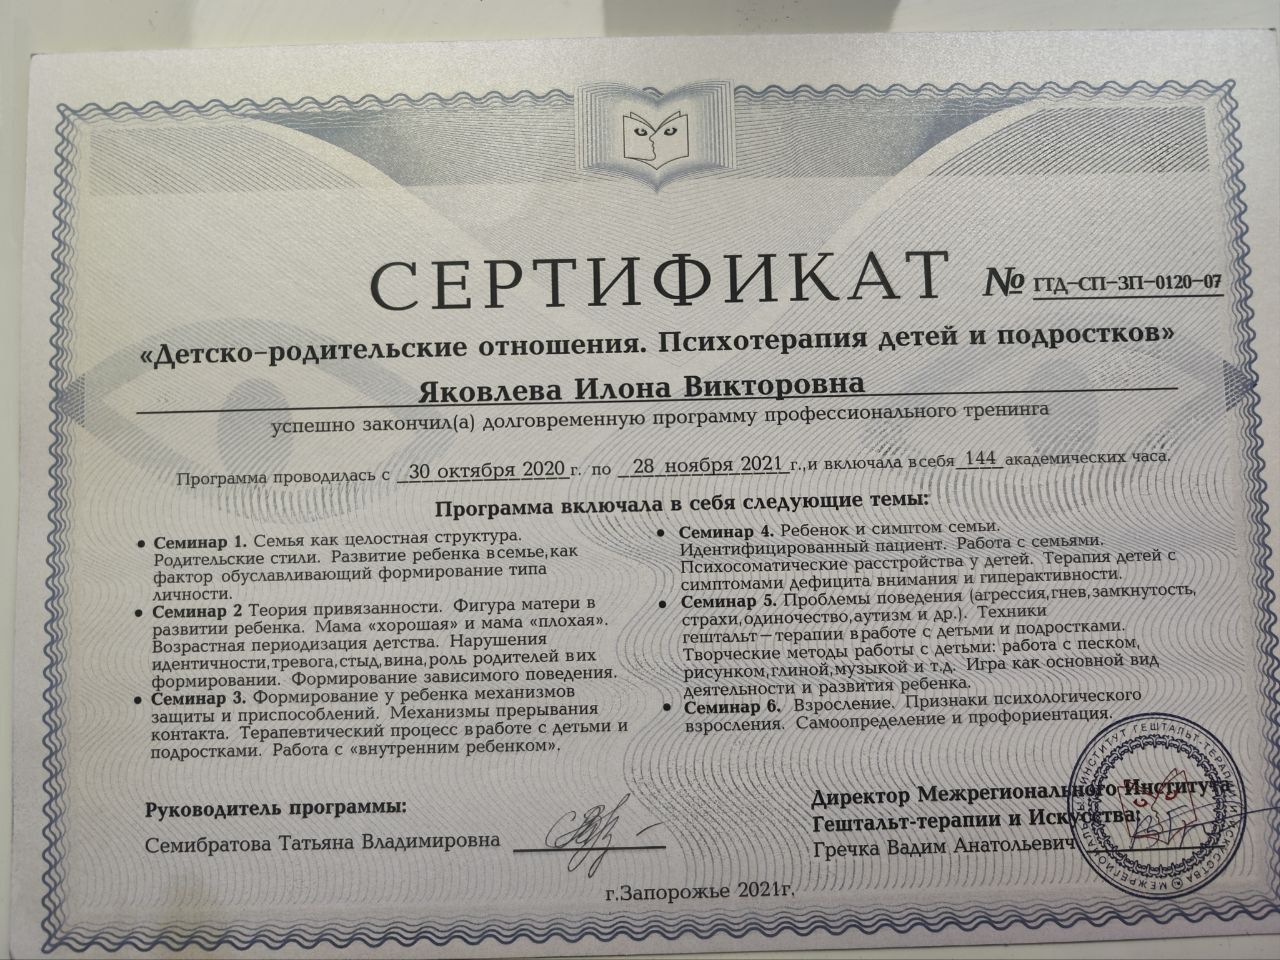 СЕРТИФИКАТ
№ ГТД-СП-ЗП-0120-07
«Детско-родительские отношения. Психотерапия детей и подростков»
Яковлева Илона Викторовна
успешно закончил(а) долговременную программу профессионального тренинга
Программа проводилась с 30 октября 2020 г. по 28 ноября 2021 г., и включала в себя 144 академических часа.
Программа включала в себя следующие темы:
• Семинар 1. Семья как целостная структура.
Родительские стили. Развитие ребенка в семье, как
фактор обуславливающий формирование типа
личности.
• Семинар 2 Теория привязанности. Фигура матери в
развитии ребенка. Мама «хорошая» и мама «плохая».
Возрастная периодизация детства. Нарушения
идентичности, тревога, стыд, вина, роль родителей в их
формировании. Формирование зависимого поведения.
• Семинар 3. Формирование у ребенка механизмов
защиты и приспособлений. Механизмы прерывания
контакта. Терапевтический процесс в работе с детьми и
подростками. Работа с «внутренним ребенком».
• Семинар 4. Ребенок и симптом семьи.
Идентифицированный пациент. Работа с семьями.
Психосоматические расстройства у детей. Терапия детей с
симптомами дефицита внимания и гиперактивности.
• Семинар 5. Проблемы поведения (агрессия, гнев, замкнутость,
страхи, одиночество, аутизм и др.). Техники
гештальт – терапии в работе с детьми и подростками.
Творческие методы работы с детьми: работа с песком,
рисунком, глиной, музыкой и т.д. Игра как основной вид
деятельности и развития ребенка.
• Семинар 6. Взросление. Признаки психологического
взросления. Самоопределение и профориентация.
Руководитель программы:
Семибратова Татьяна Владимировна
Директор Межрегионального Института
Гештальт-терапии и Искусства:
Гречка Вадим Анатольевич
МЕЖРЕГИОНАЛЬНЫЙ ИНСТИТУТ ГЕШТАЛЬТ-ТЕРАПИИ И ИСКУССТВА
г.Запорожье 2021г.